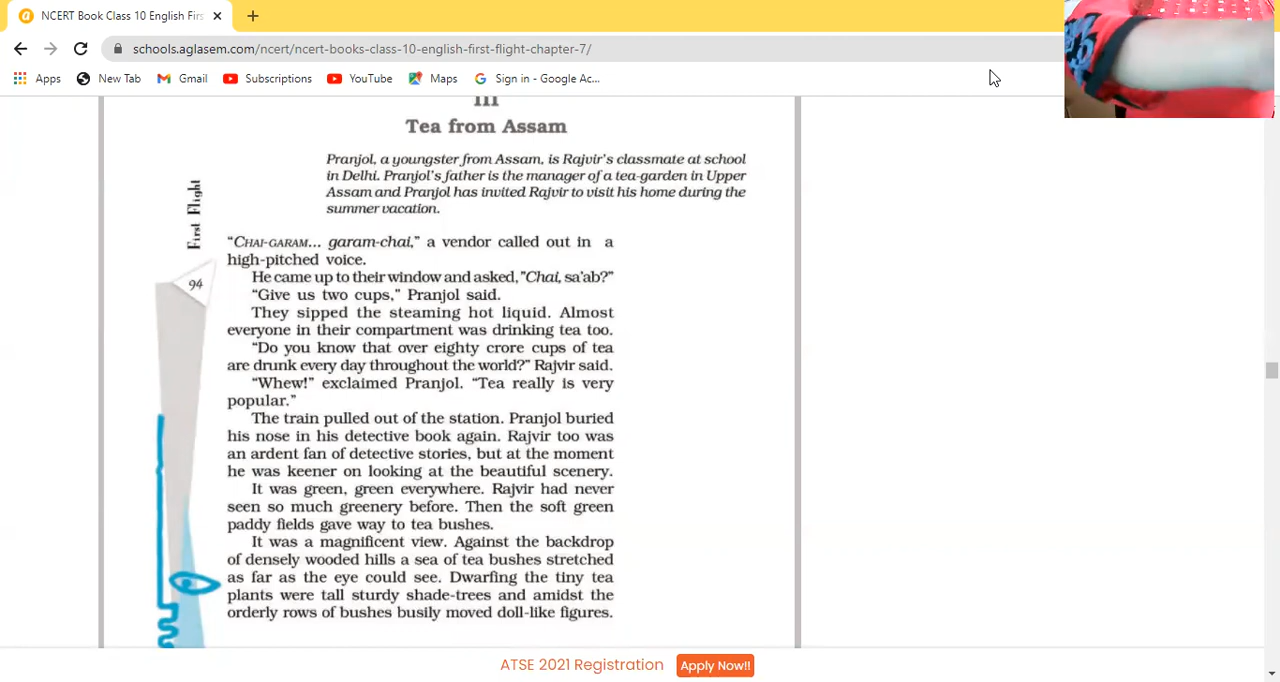 NCERT Book Class 10 English Firs
schools.aglasem.com/ncert/ncert-books-class-10-english-first-flight-chapter-7/
Apps New Tab Gmail Subscriptions YouTube Maps Sign in - Google Ac...
III
Tea from Assam
Pranjol, a youngster from Assam, is Rajvir's classmate at school
in Delhi. Pranjol's father is the manager of a tea-garden in Upper
Assam and Pranjol has invited Rajvir to visit his home during the
summer vacation.
First Flight
94
“CHAI-GARAM... garam-chai,” a vendor called out in a
high-pitched voice.
He came up to their window and asked, ”Chai, sa'ab?”
“Give us two cups,” Pranjol said.
They sipped the steaming hot liquid. Almost
everyone in their compartment was drinking tea too.
“Do you know that over eighty crore cups of tea
are drunk every day throughout the world?” Rajvir said.
“Whew!” exclaimed Pranjol. “Tea really is very
popular.”
The train pulled out of the station. Pranjol buried
his nose in his detective book again. Rajvir too was
an ardent fan of detective stories, but at the moment
he was keener on looking at the beautiful scenery.
It was green, green everywhere. Rajvir had never
seen so much greenery before. Then the soft green
paddy fields gave way to tea bushes.
It was a magnificent view. Against the backdrop
of densely wooded hills a sea of tea bushes stretched
as far as the eye could see. Dwarfing the tiny tea
plants were tall sturdy shade-trees and amidst the
orderly rows of bushes busily moved doll-like figures.
ATSE 2021 Registration Apply Now!!